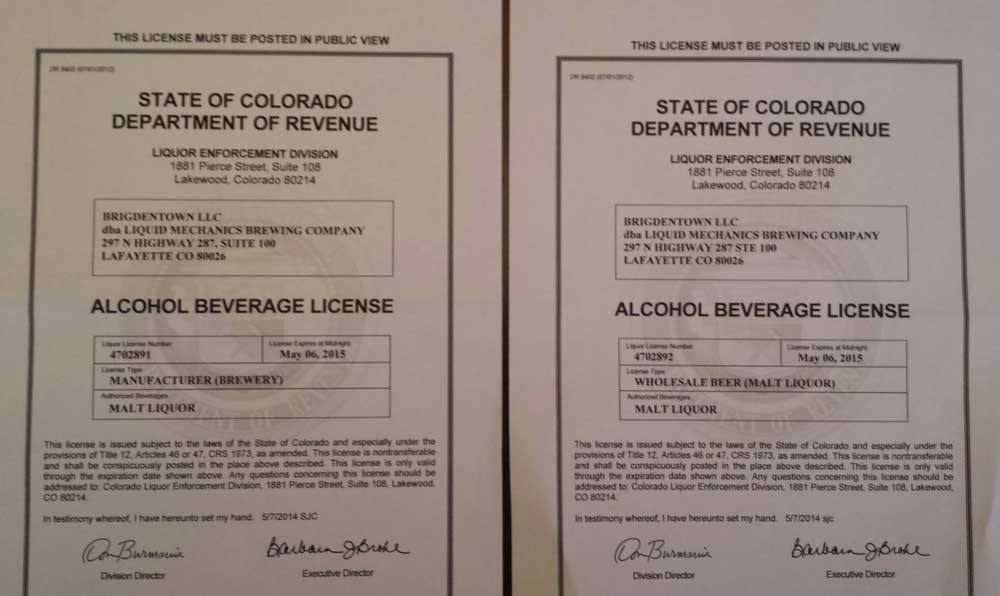 THIS LICENSE MUST BE POSTED IN PUBLIC VIEW
DR 8402 (07/01/2012)
STATE OF COLORADO
DEPARTMENT OF REVENUE
LIQUOR ENFORCEMENT DIVISION
1881 Pierce Street, Suite 108
Lakewood, Colorado 80214
BRIGDENTOWN LLC
dba LIQUID MECHANICS BREWING COMPANY
297 N HIGHWAY 287, SUITE 100
LAFAYETTE CO 80026
ALCOHOL BEVERAGE LICENSE
Liquor License Number
4702891
License Expires at Midnight
May 06, 2015
License Type
MANUFACTURER (BREWERY)
Authorized Beverages
MALT LIQUOR
This license is issued subject to the laws of the State of Colorado and especially under the
provisions of Title 12, Articles 46 or 47, CRS 1973, as amended. This license is nontransferable
and shall be conspicuously posted in the place above described. This license is only valid
through the expiration date shown above. Any questions concerning this license should be
addressed to: Colorado Liquor Enforcement Division, 1881 Pierce Street, Suite 108, Lakewood,
CO 80214.
In testimony whereof, I have hereunto set my hand. 5/7/2014 SJC
Division Director
Executive Director
THIS LICENSE MUST BE POSTED IN PUBLIC VIEW
DR 8402 (07/01/2012)
STATE OF COLORADO
DEPARTMENT OF REVENUE
LIQUOR ENFORCEMENT DIVISION
1881 Pierce Street, Suite 108
Lakewood, Colorado 80214
BRIGDENTOWN LLC
dba LIQUID MECHANICS BREWING COMPANY
297 N HIGHWAY 287 STE 100
LAFAYETTE CO 80026
ALCOHOL BEVERAGE LICENSE
Liquor License Number
4702892
License Expires at Midnight
May 06, 2015
License Type
WHOLESALE BEER (MALT LIQUOR)
Authorized Beverages
MALT LIQUOR
This license is issued subject to the laws of the State of Colorado and especially under the
provisions of Title 12, Articles 46 or 47, CRS 1973, as amended. This license is nontransferable
and shall be conspicuously posted in the place above described. This license is only valid
through the expiration date shown above. Any questions concerning this license should be
addressed to: Colorado Liquor Enforcement Division, 1881 Pierce Street, Suite 108, Lakewood,
CO 80214.
In testimony whereof, I have hereunto set my hand. 5/7/2014 sjc
Division Director
Executive Director